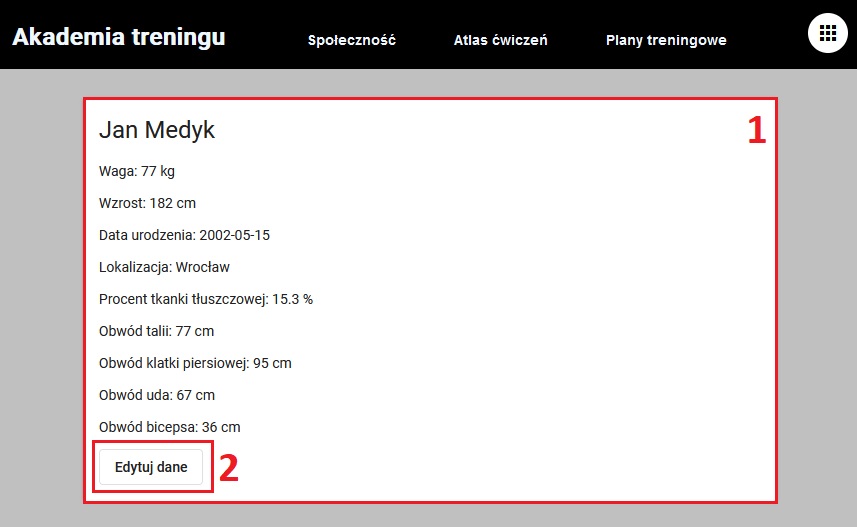 Akademia treningu
Społeczność
Atlas ćwiczeń
Plany treningowe
Jan Medyk
1
Waga: 77 kg
Wzrost: 182 cm
Data urodzenia: 2002-05-15
Lokalizacja: Wrocław
Procent tkanki tłuszczowej: 15.3 %
Obwód talii: 77 cm
Obwód klatki piersiowej: 95 cm
Obwód uda: 67 cm
Obwód bicepsa: 36 cm
Edytuj dane
2